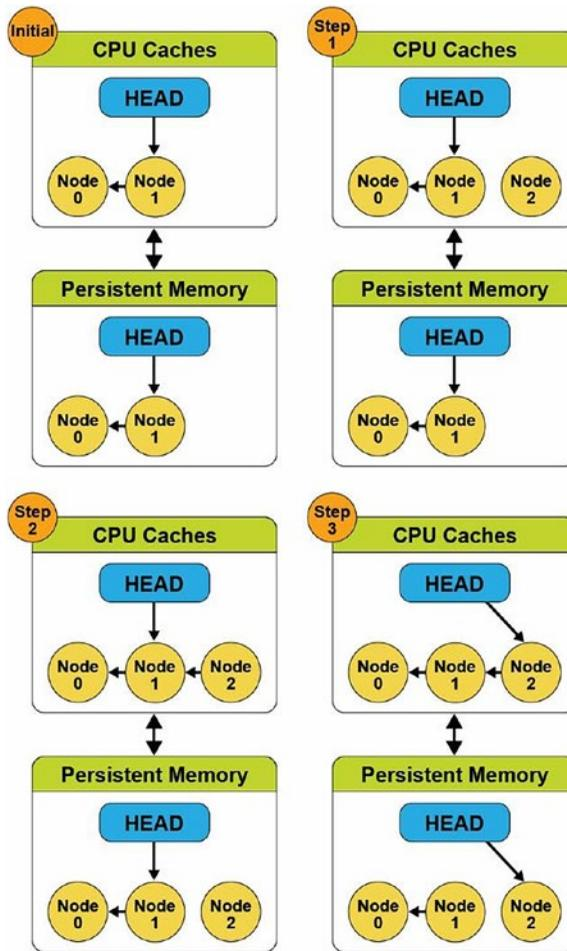 Initial
CPU Caches
HEAD
Node 0
Node 1
Persistent Memory
HEAD
Node 0
Node 1
Step 1
CPU Caches
HEAD
Node 0
Node 1
Node 2
Persistent Memory
HEAD
Node 0
Node 1
Step 2
CPU Caches
HEAD
Node 0
Node 1
Node 2
Persistent Memory
HEAD
Node 0
Node 1
Node 2
Step 3
CPU Caches
HEAD
Node 0
Node 1
Node 2
Persistent Memory
HEAD
Node 0
Node 1
Node 2